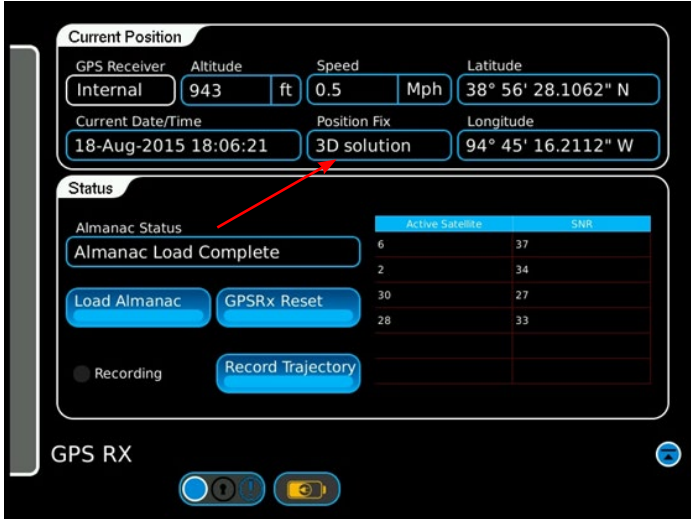 Current Position
GPS Receiver Altitude Speed Latitude
Internal 943 ft 0.5 Mph 38° 56' 28.1062" N
Current Date/Time Position Fix Longitude
18-Aug-2015 18:06:21 3D solution 94° 45' 16.2112" W
Status
Almanac Status
Almanac Load Complete
Load Almanac GPSRx Reset
Recording Record Trajectory
Active Satellite SNR
6 37
2 34
30 27
28 33
GPS RX